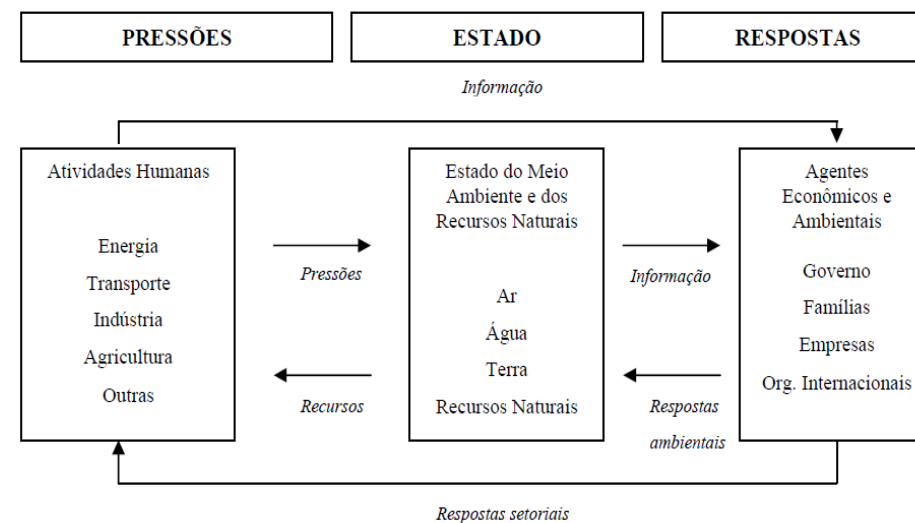 PRESSÕES
ESTADO
RESPOSTAS
Informação
Atividades Humanas
Energia
Transporte
Indústria
Agricultura
Outras
Pressões
Recursos
Estado do Meio
Ambiente e dos
Recursos Naturais
Ar
Água
Terra
Recursos Naturais
Informação
Respostas
ambientais
Agentes
Econômicos e
Ambientais
Governo
Famílias
Empresas
Org. Internacionais
Respostas setoriais